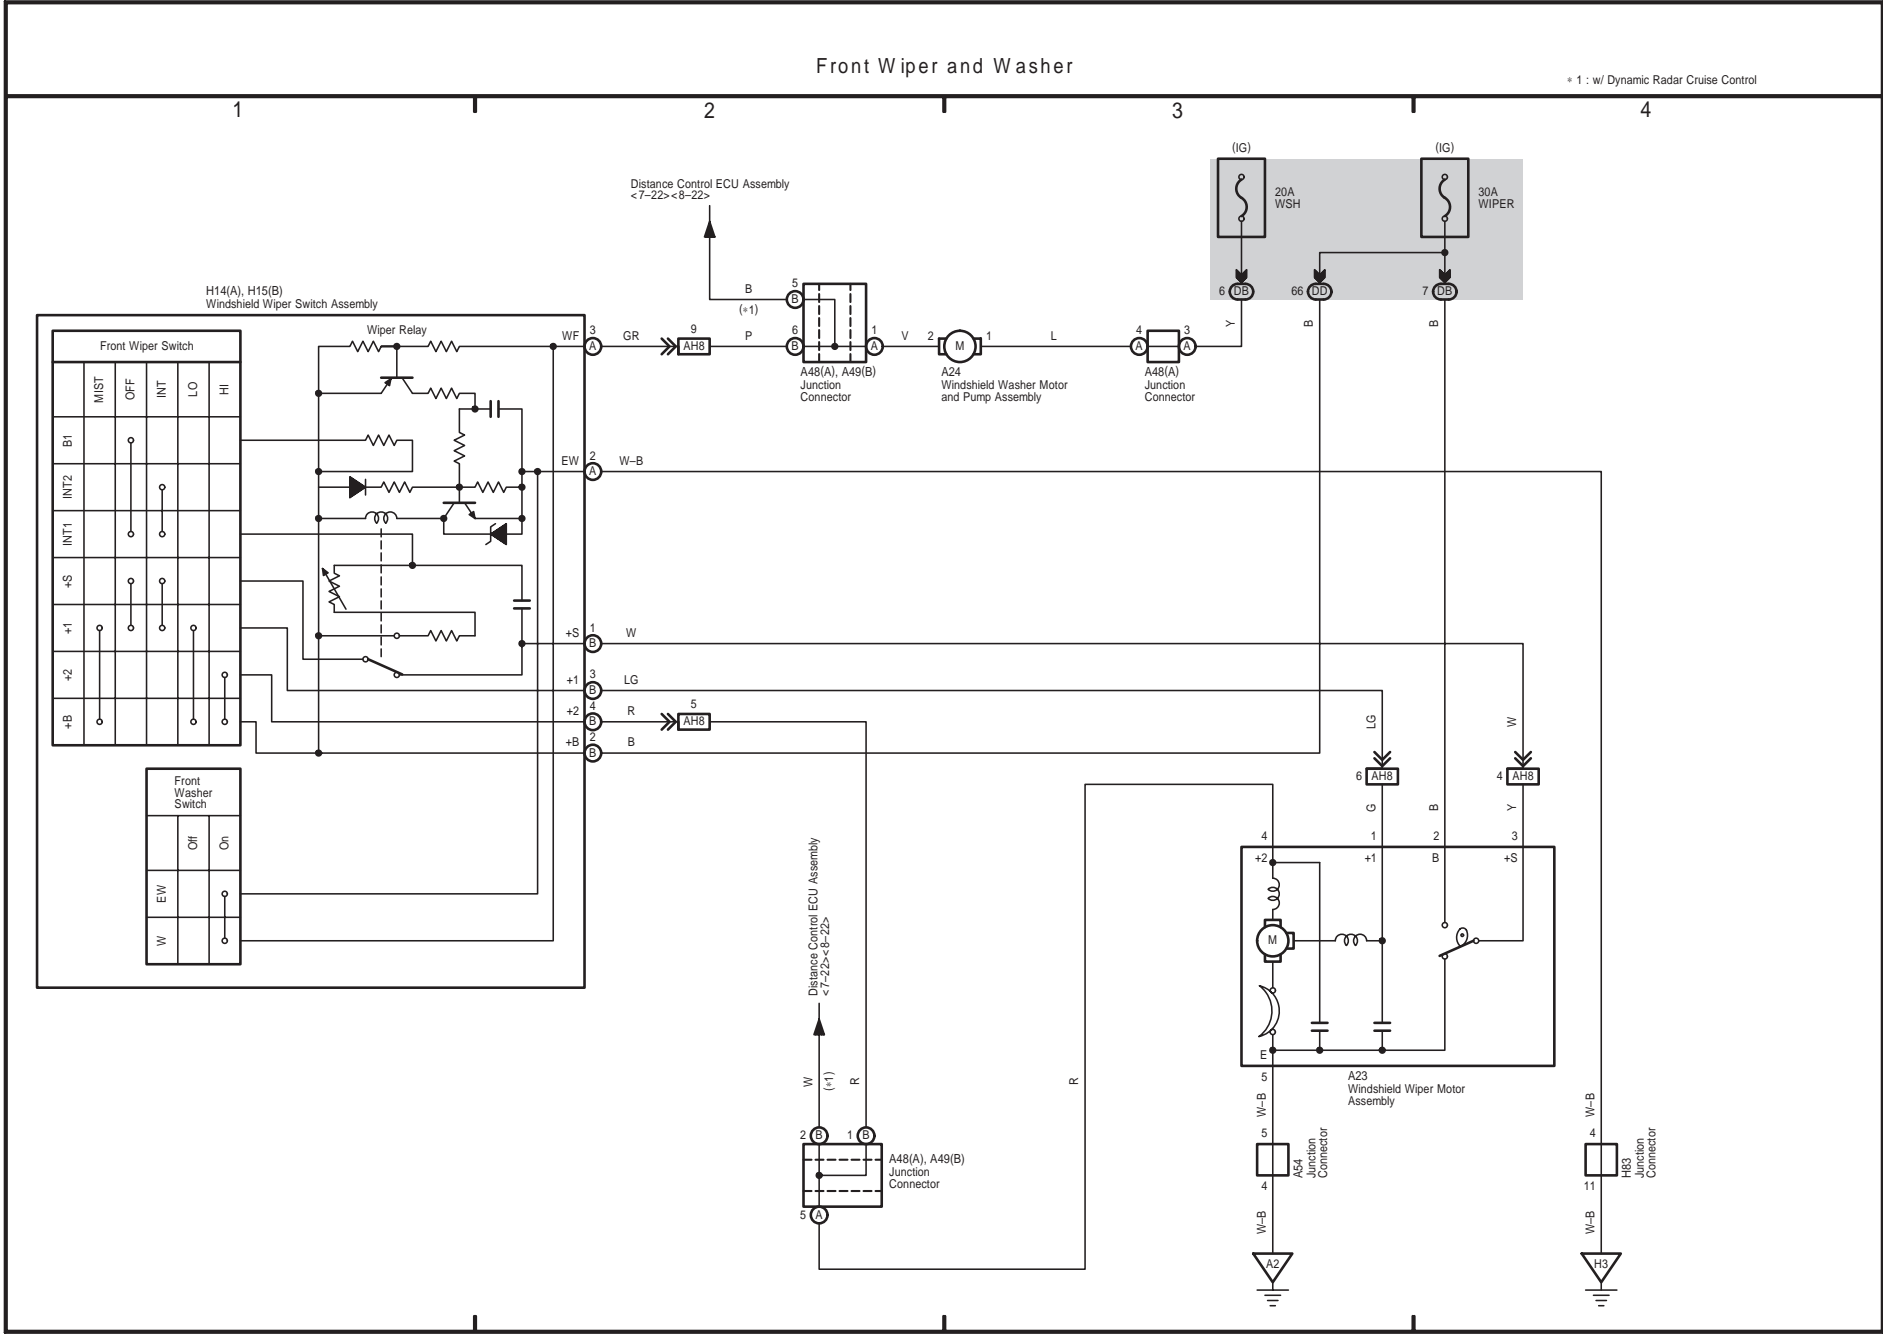 Front Wiper and Washer
∗ 1 : w/ Dynamic Radar Cruise Control
1
2
3
4
(IG)
(IG)
20A
WSH
30A
WIPER
6 DB
66 DD
7 DB
Y
B
B
Distance Control ECU Assembly
<7–22><8–22>
B
(∗1)
5
B
H14(A), H15(B)
Windshield Wiper Switch Assembly
Front Wiper Switch
MIST
OFF
INT
LO
HI
B1
INT2
INT1
+S
+1
+2
+B
Wiper Relay
WF
3
A
GR
9
AH8
P
6
B
1
A
V
2
M
1
L
4
A
3
A
A48(A), A49(B)
Junction
Connector
A24
Windshield Washer Motor
and Pump Assembly
A48(A)
Junction
Connector
EW
2
A
W–B
+S
1
B
W
+1
3
B
LG
+2
4
B
R
5
AH8
+B
2
B
B
Front
Washer
Switch
Off
On
EW
W
LG
W
6 AH8
4 AH8
G
B
Y
4
1
2
3
+2
+1
B
+S
M
E
5
A23
Windshield Wiper Motor
Assembly
Distance Control ECU Assembly
<7–22><8–22>
W
(∗1)
R
R
2 B
1 B
A48(A), A49(B)
Junction
Connector
5 A
W–B
5
A54
Junction
Connector
4
W–B
A2
W–B
4
H83
Junction
Connector
11
W–B
H3